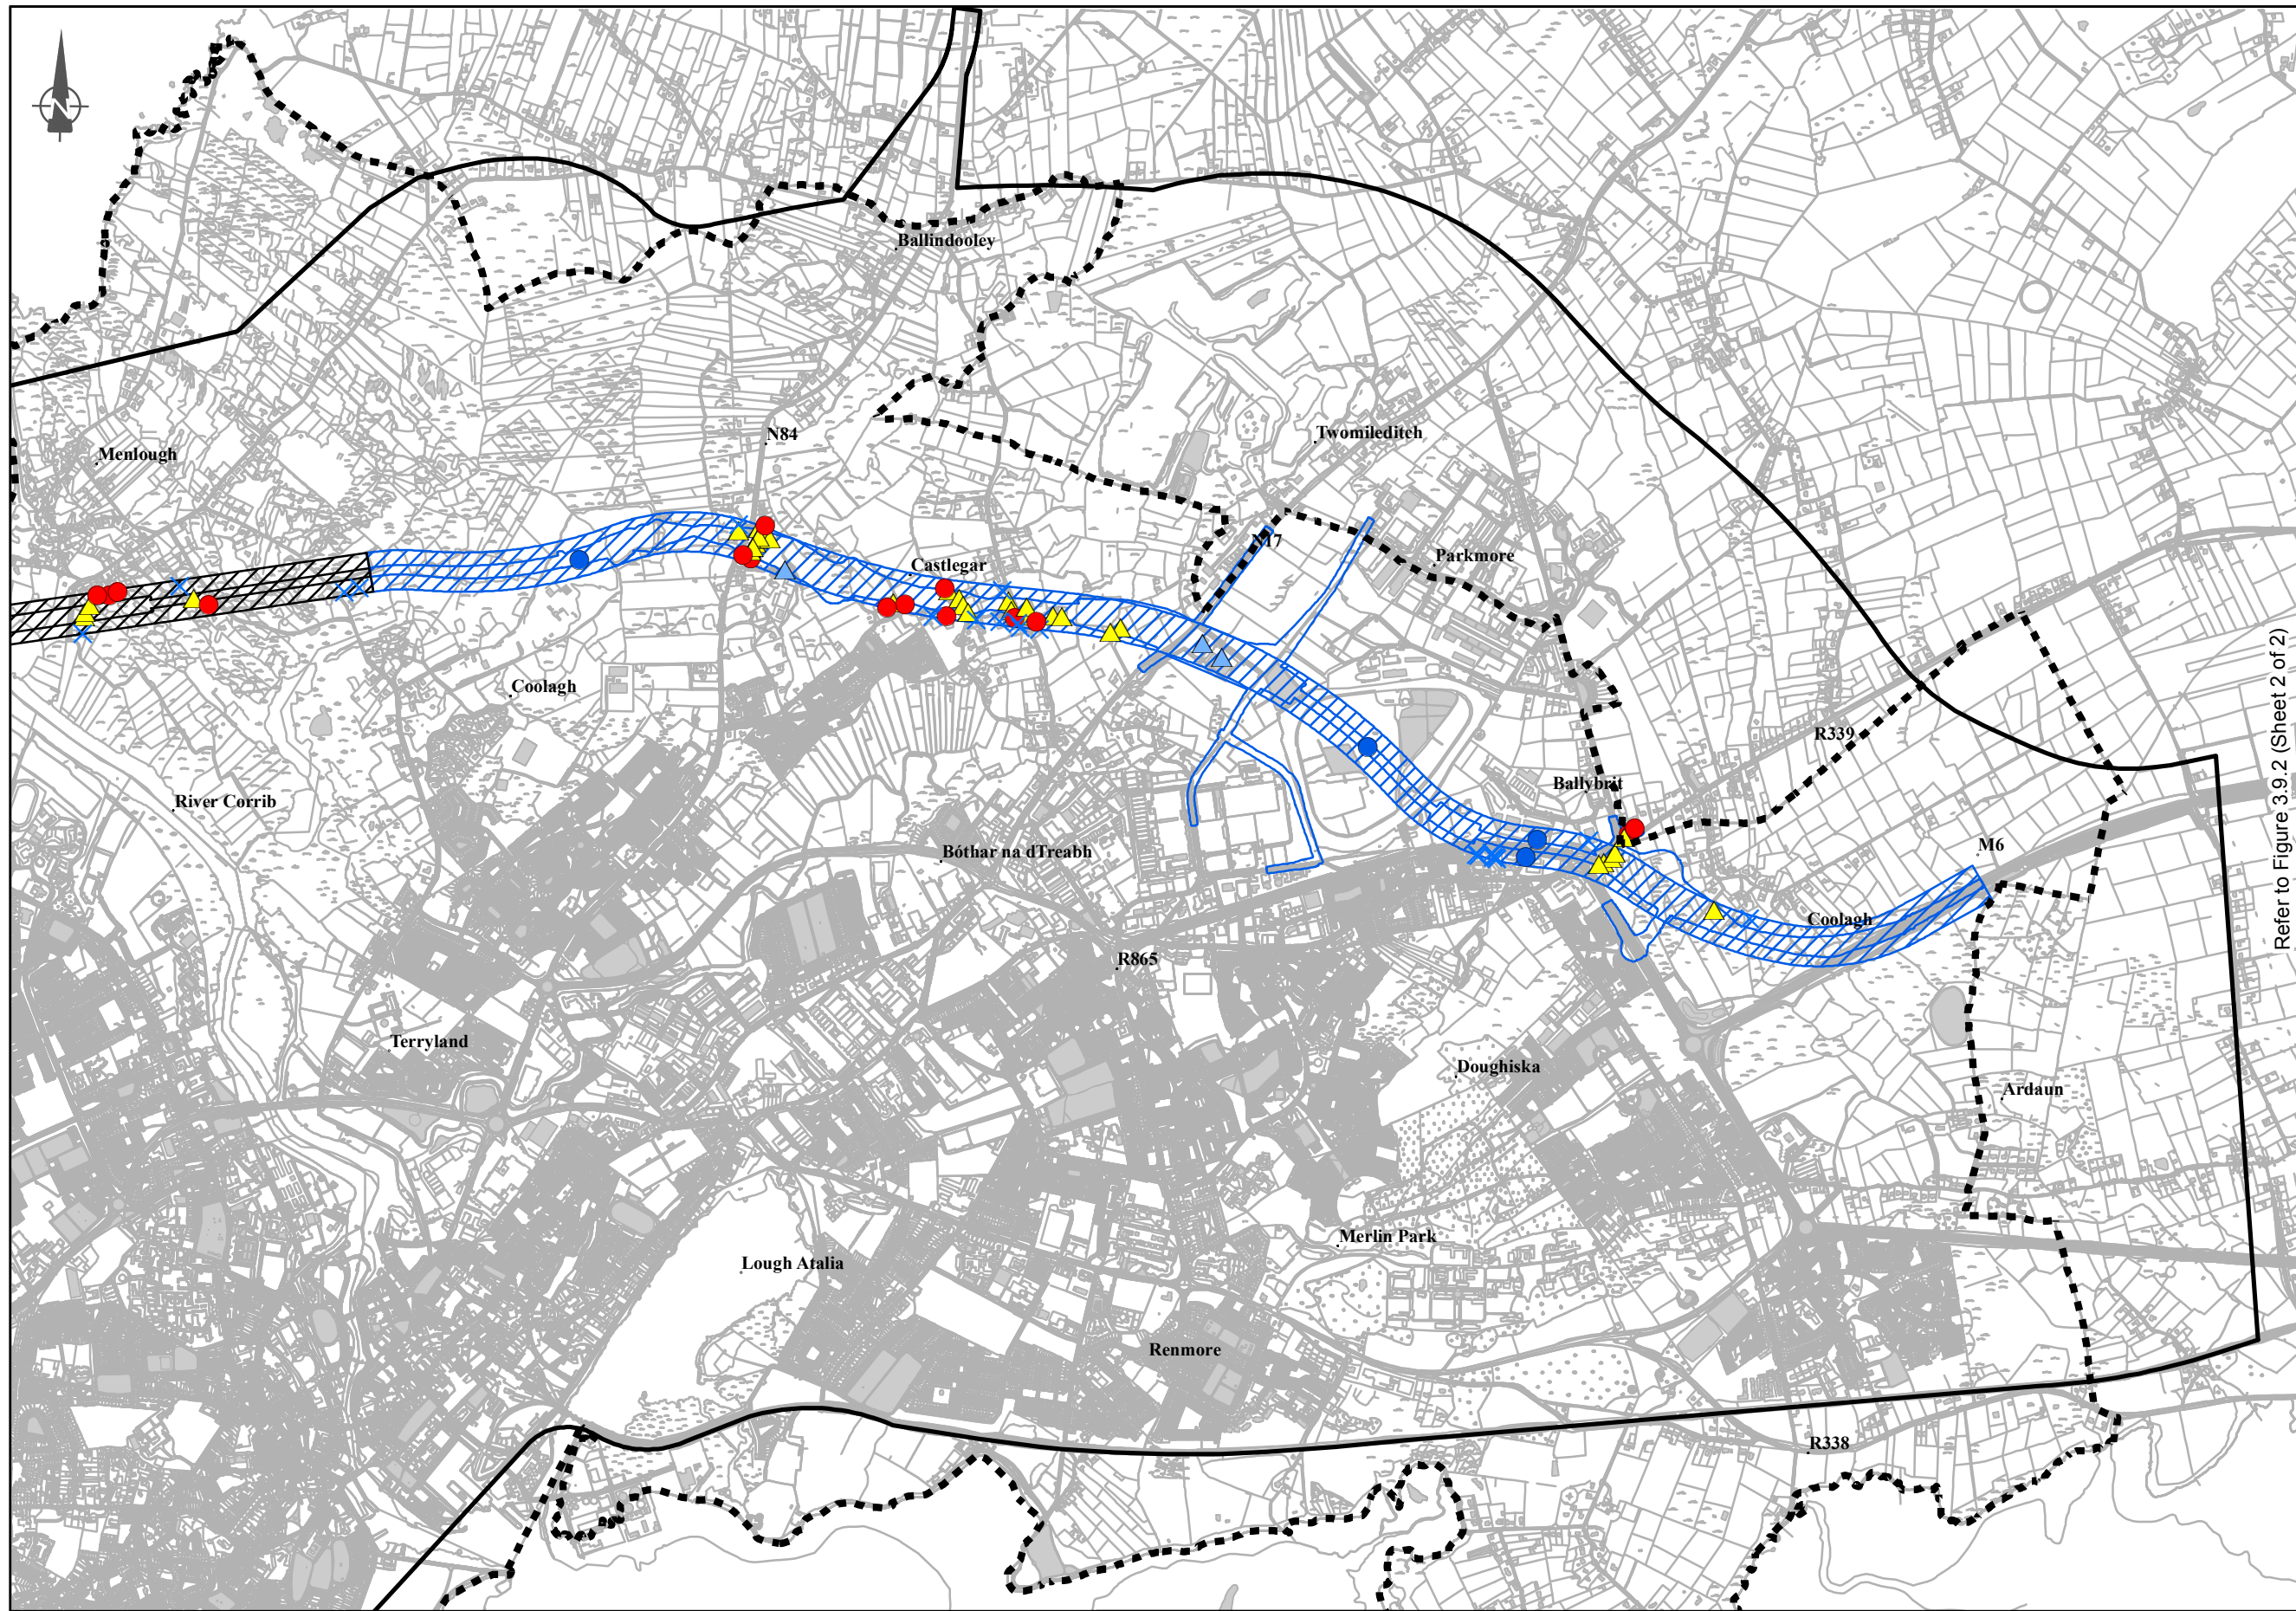 N
Ballindooley
N84
Twomileditch
Menlough
N17
Parkmore
Castlegar
Coolagh
R339
Refer to Figure 3.9.2 (Sheet 2 of 2)
Ballybrit
River Corrib
Bóthar na dTreabh
M6
Coolagh
R865
Terryland
Doughiska
Ardaun
Merlin Park
Lough Atalia
Renmore
R338